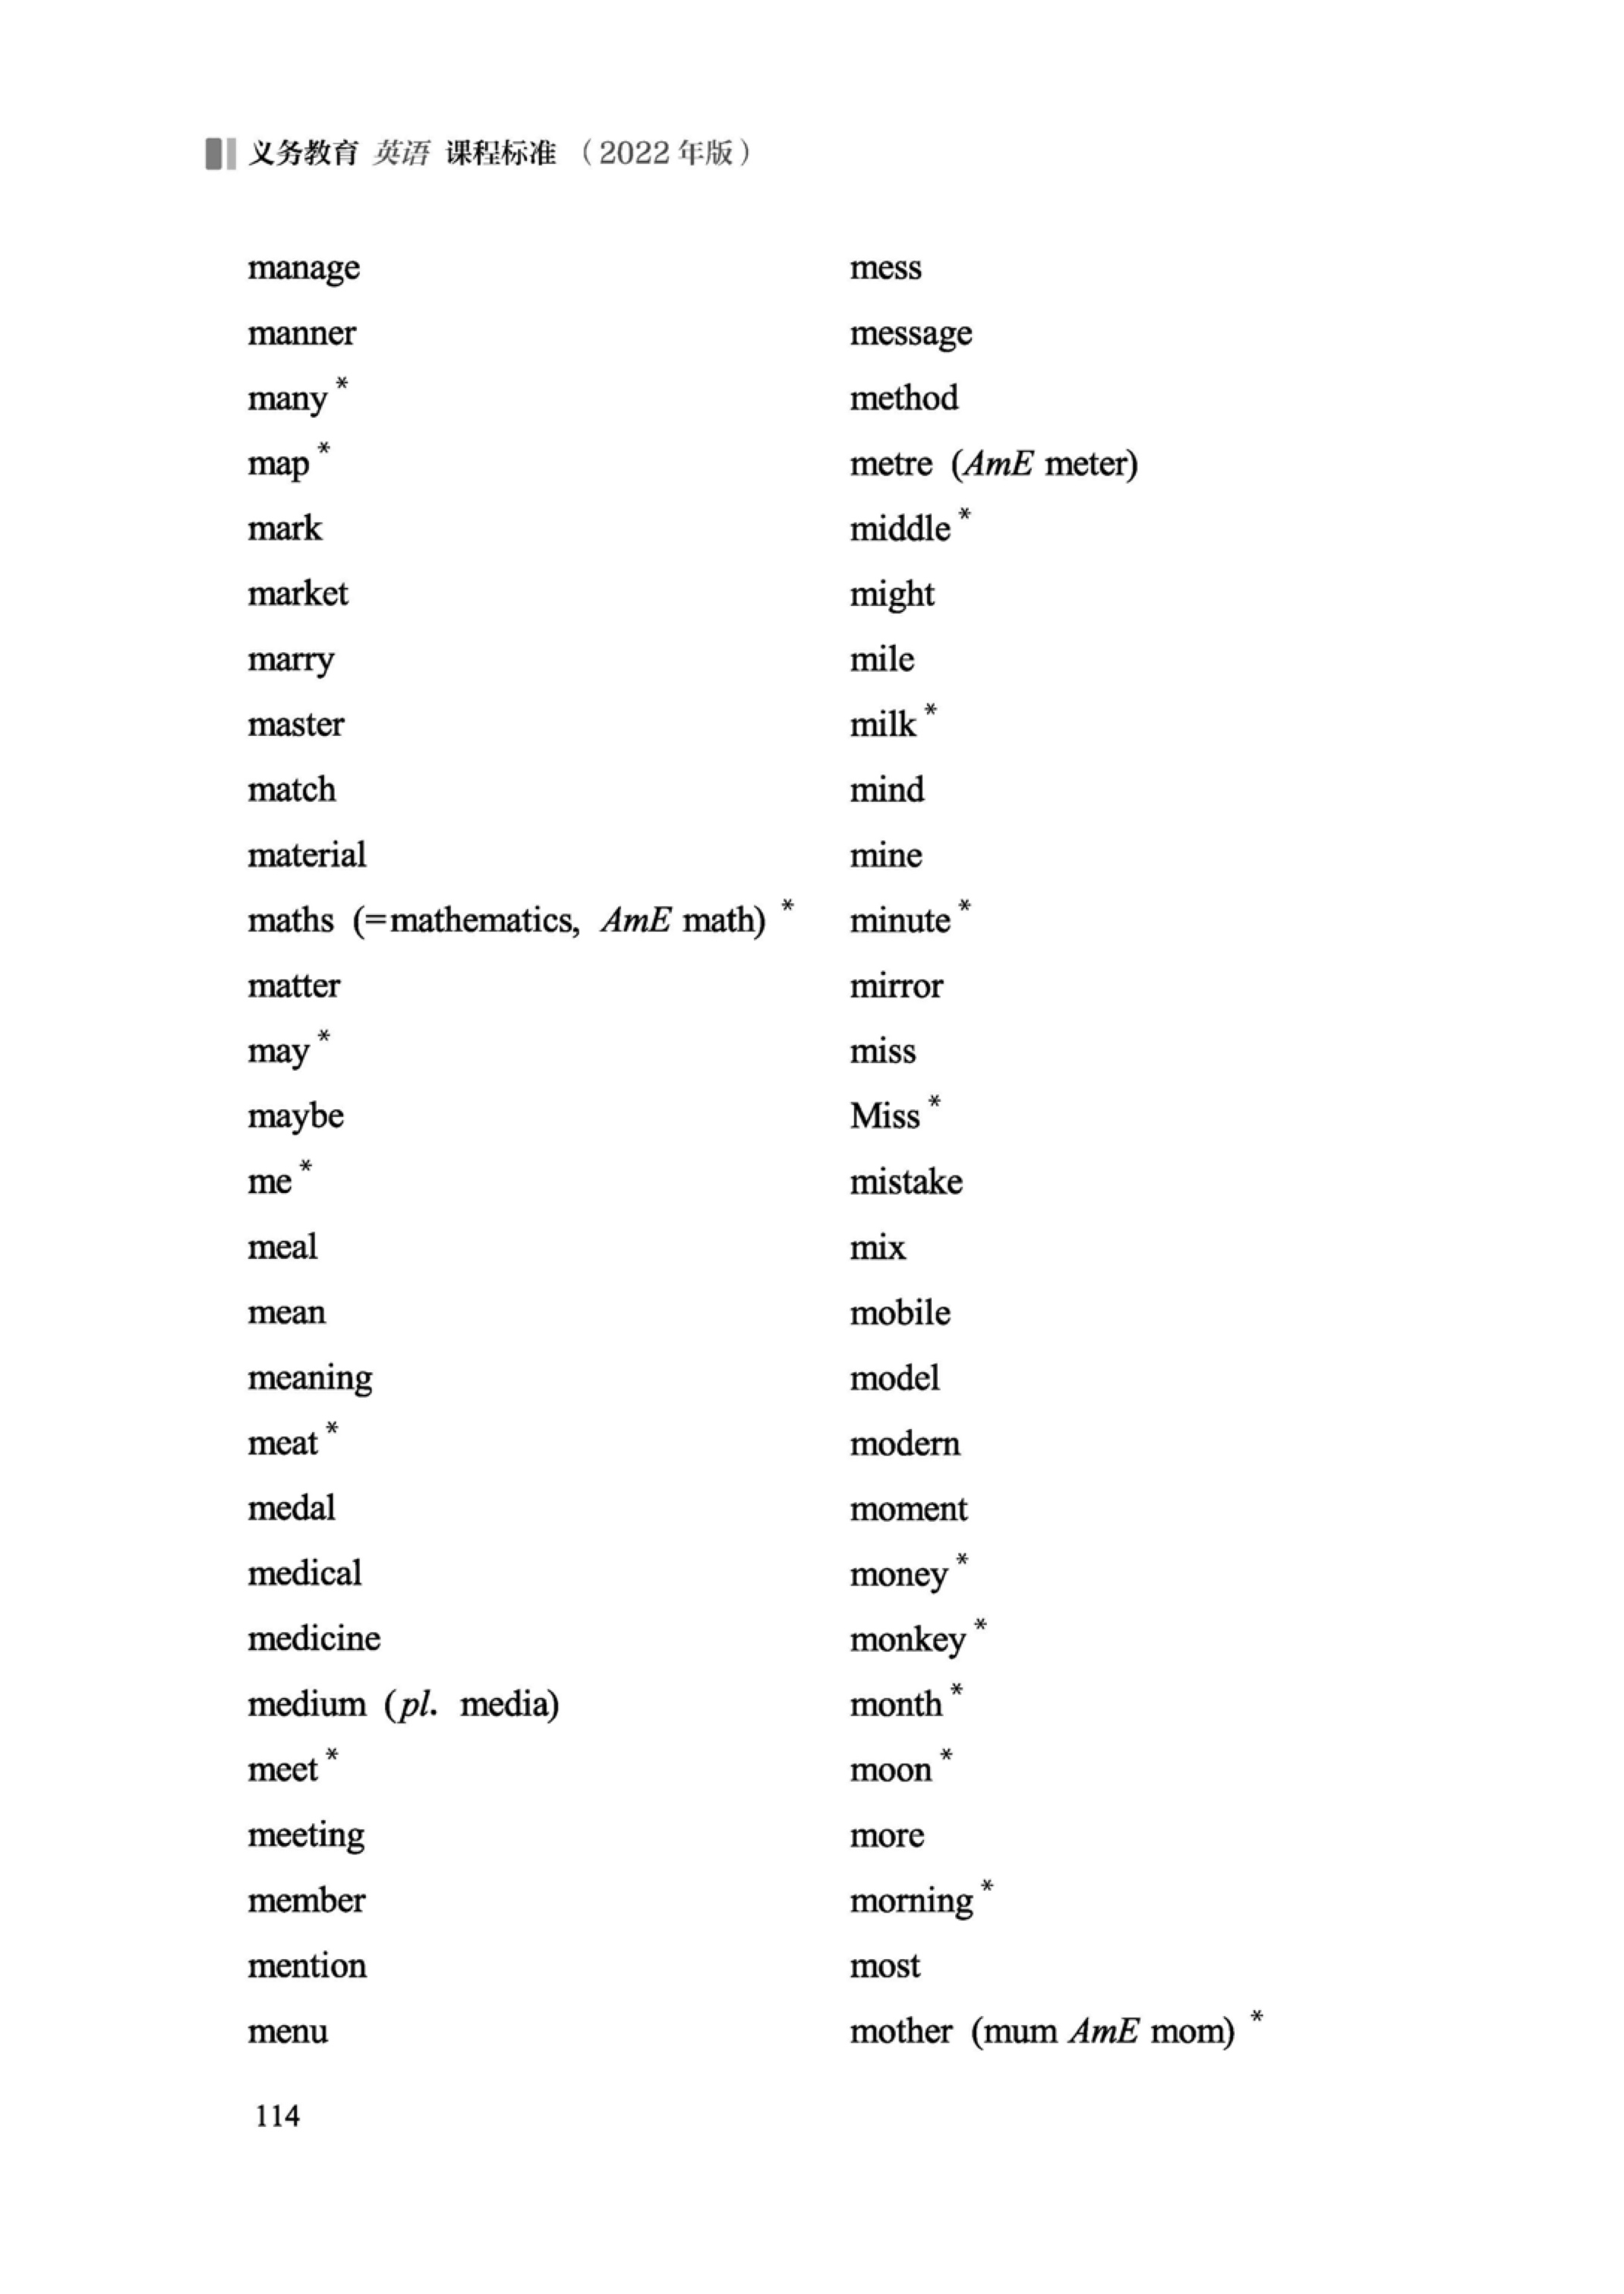 义务教育 英语 课程标准（2022 年版）
manage
manner
many *
map *
mark
market
marry
master
match
material
maths (=mathematics, AmE math) *
matter
may *
maybe
me *
meal
mean
meaning
meat *
medal
medical
medicine
medium (pl. media)
meet *
meeting
member
mention
menu
mess
message
method
metre (AmE meter)
middle *
might
mile
milk *
mind
mine
minute *
mirror
miss
Miss *
mistake
mix
mobile
model
modern
moment
money *
monkey *
month *
moon *
more
morning *
most
mother (mum AmE mom) *
114